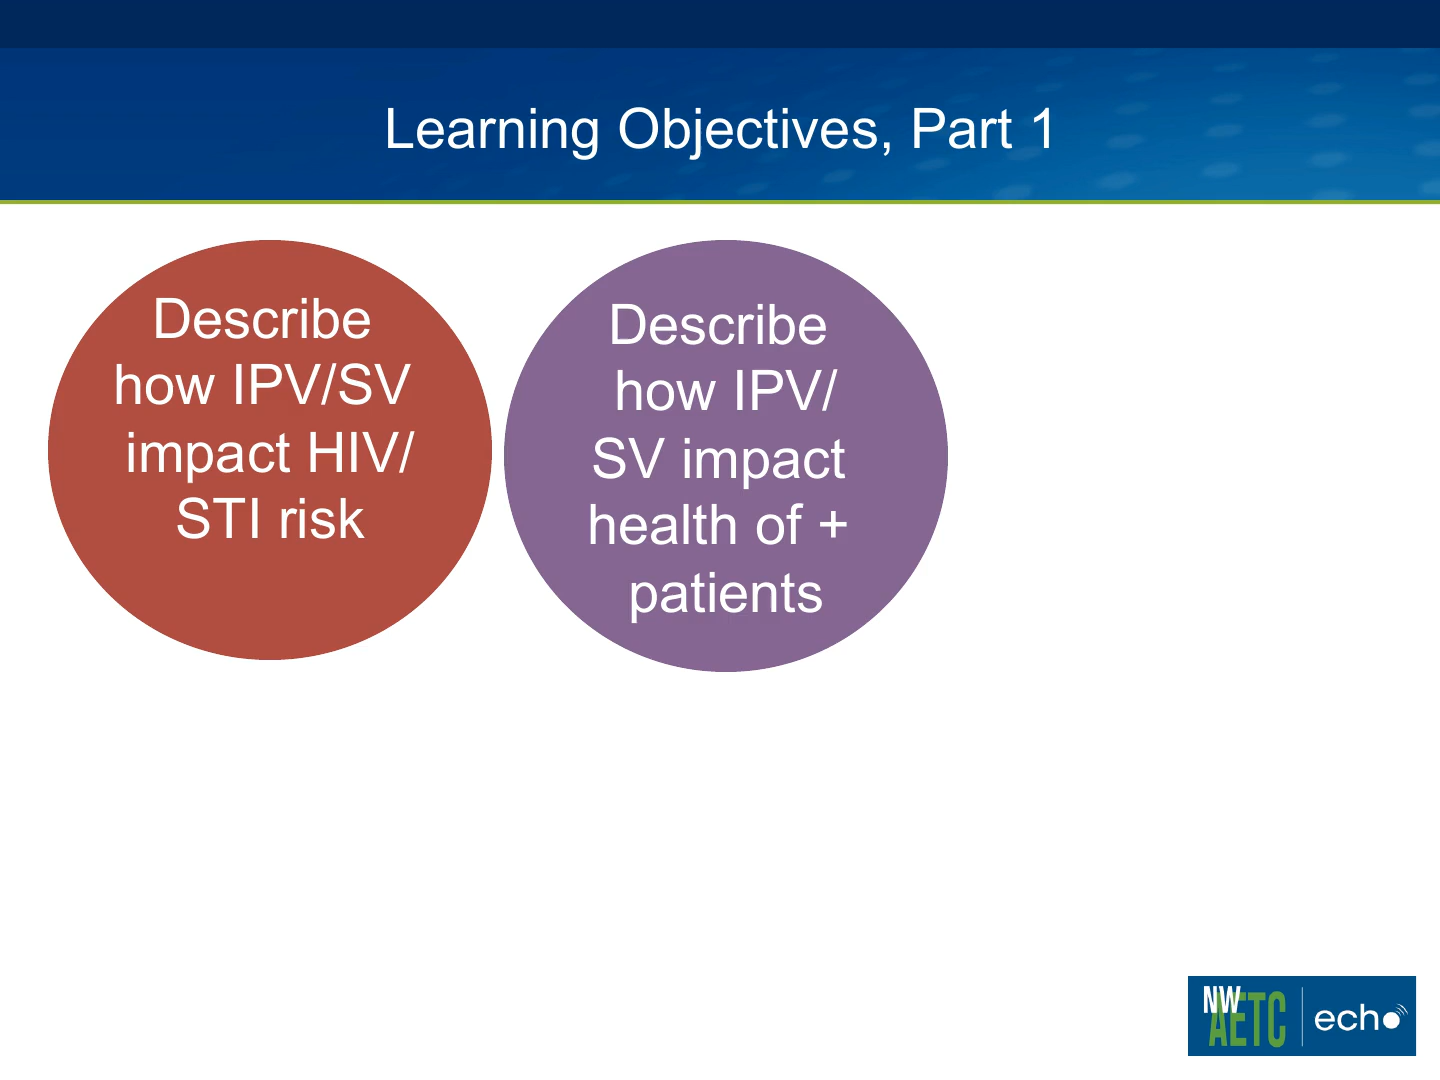 Learning Objectives, Part 1
Describe
how IPV/SV
impact HIV/
STI risk
Describe
how IPV/
SV impact
health of +
patients
NW
AETC
echo